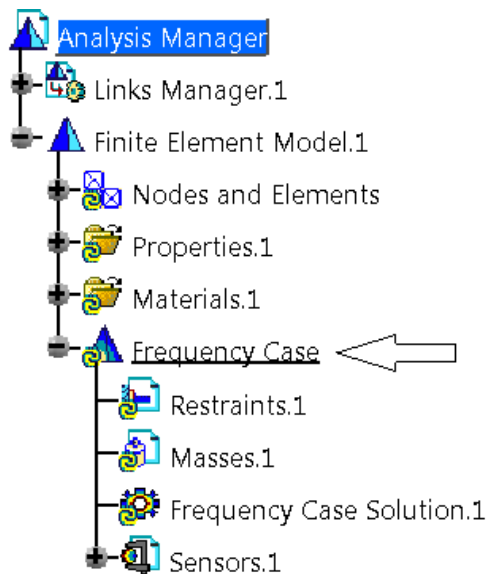 Analysis Manager
Links Manager.1
Finite Element Model.1
Nodes and Elements
Properties.1
Materials.1
Frequency Case
Restraints.1
Masses.1
Frequency Case Solution.1
Sensors.1